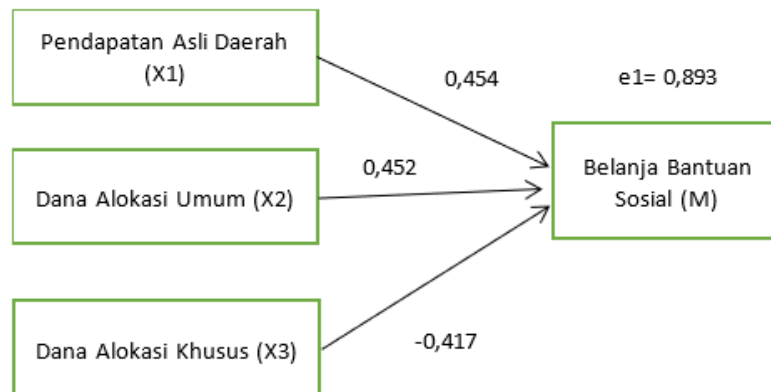 Pendapatan Asli Daerah
(X1)
0,454
e1= 0,893
Dana Alokasi Umum (X2)
0,452
Belanja Bantuan
Sosial (M)
Dana Alokasi Khusus (X3)
-0,417